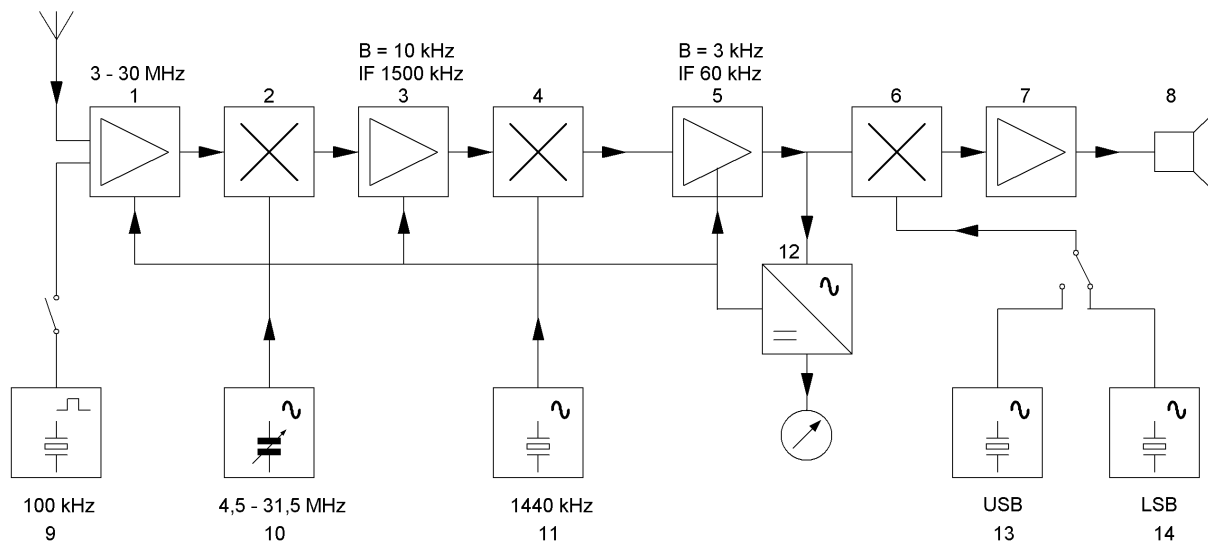 B = 10 kHz
B = 3 kHz
3 - 30 MHz
IF 1500 kHz
IF 60 kHz
1
2
3
4
5
6
7
8
12
100 kHz
4,5 - 31,5 MHz
1440 kHz
USB
LSB
9
10
11
13
14